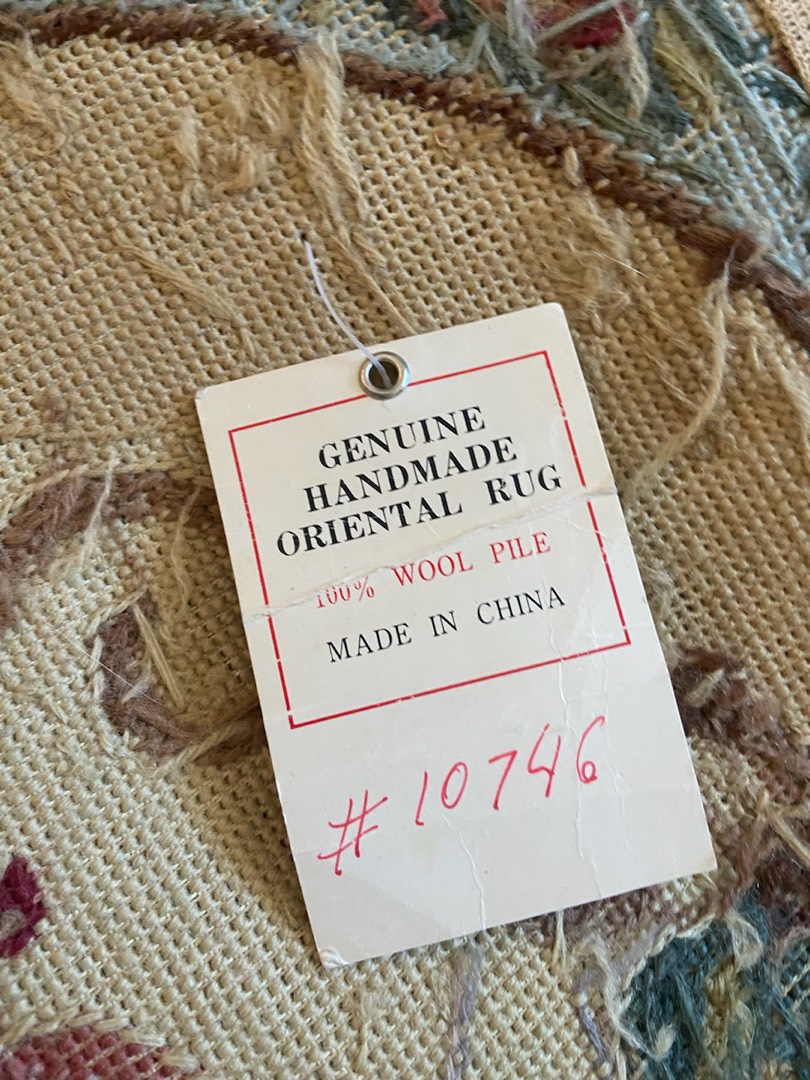 GENUINE
HANDMADE
ORIENTAL RUG
100% WOOL PILE
MADE IN CHINA
# 10746